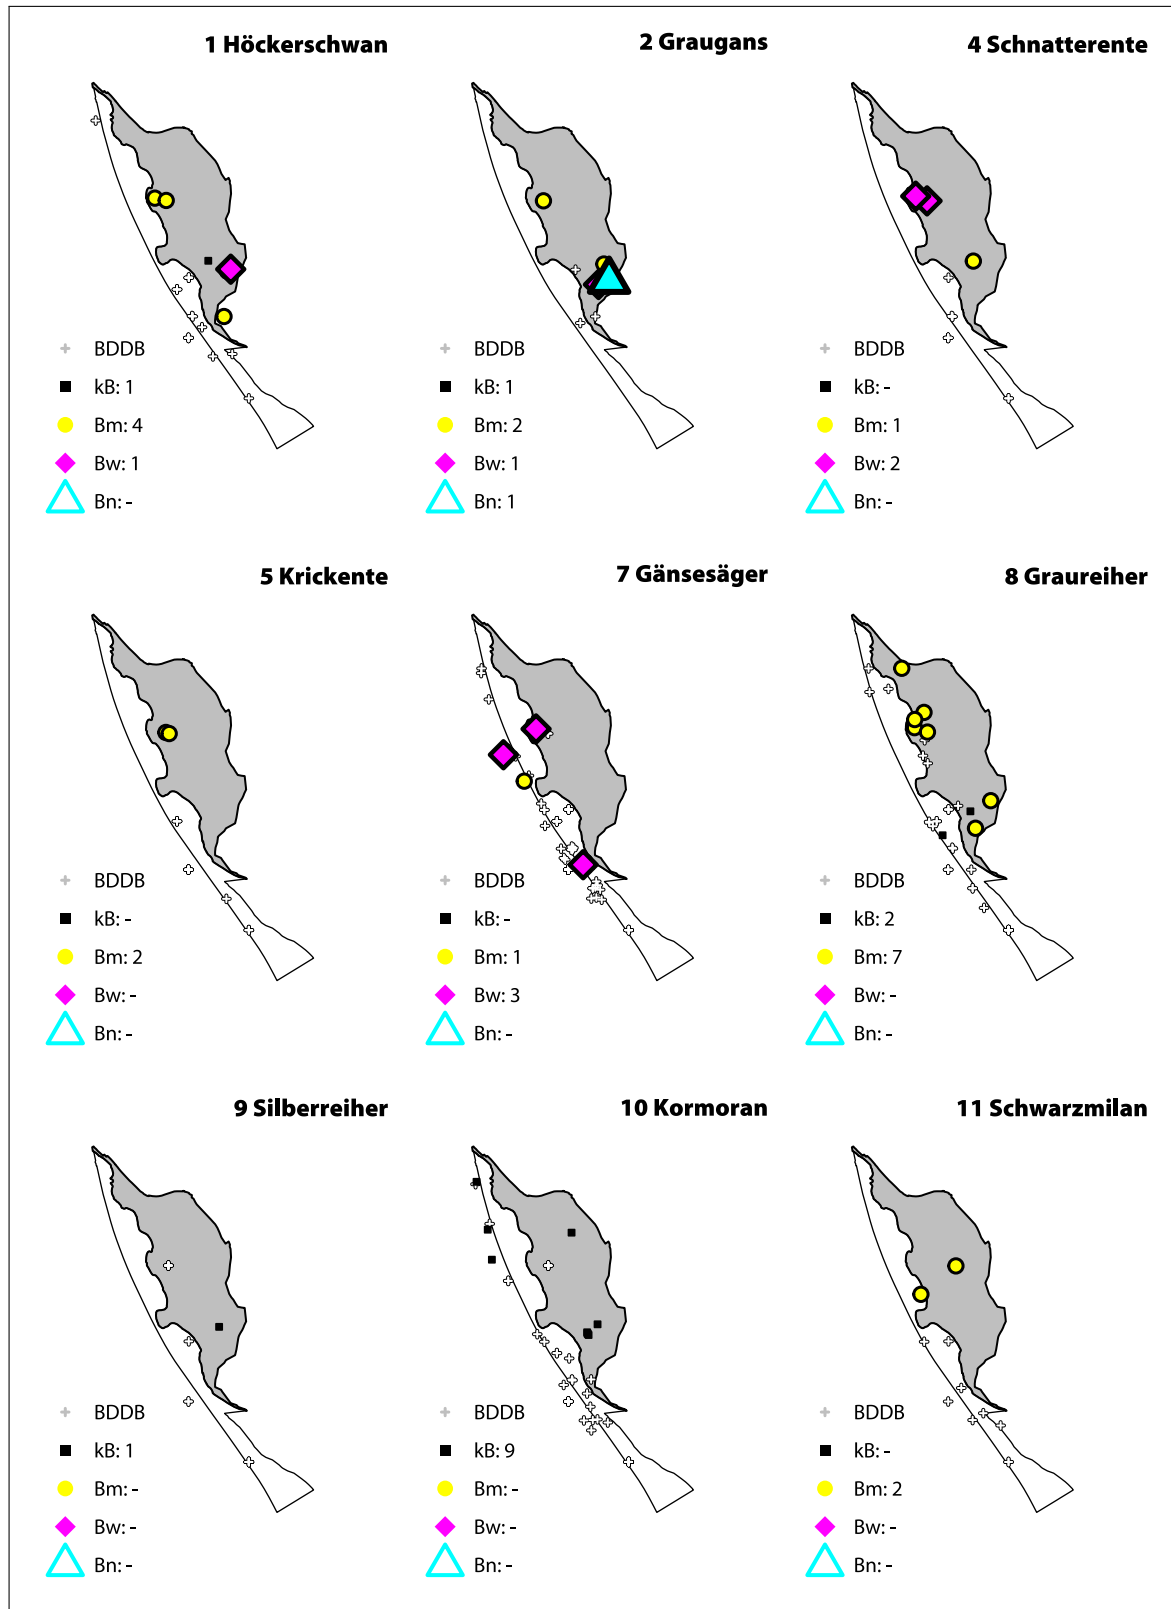 1 Höckerschwan
BDDB
kB: 1
Bm: 4
Bw: 1
Bn: -
2 Graugans
BDDB
kB: 1
Bm: 2
Bw: 1
Bn: 1
4 Schnatterente
BDDB
kB: -
Bm: 1
Bw: 2
Bn: -
5 Krickente
BDDB
kB: -
Bm: 2
Bw: -
Bn: -
7 Gänsesäger
BDDB
kB: -
Bm: 1
Bw: 3
Bn: -
8 Graureiher
BDDB
kB: 2
Bm: 7
Bw: -
Bn: -
9 Silberreiher
BDDB
kB: 1
Bm: -
Bw: -
Bn: -
10 Kormoran
BDDB
kB: 9
Bm: -
Bw: -
Bn: -
11 Schwarzmilan
BDDB
kB: -
Bm: 2
Bw: -
Bn: -